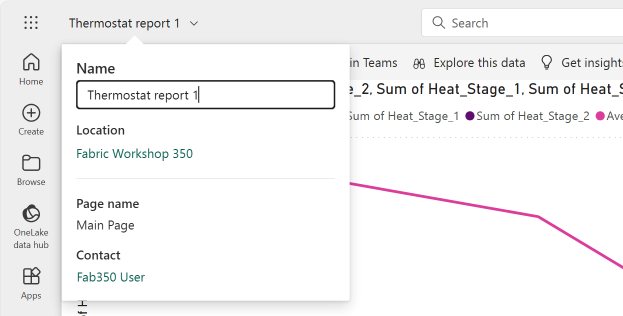 Thermostat report 1
Search
Home
Create
Browse
OneLake
data hub
Apps
Name
Thermostat report 1
Location
Fabric Workshop 350
Page name
Main Page
Contact
Fab350 User
in Teams
Explore this data
Get insights
e_2, Sum of Heat_Stage_1, Sum of Heat_S
Sum of Heat_Stage_1
Sum of Heat_Stage_2
Ave